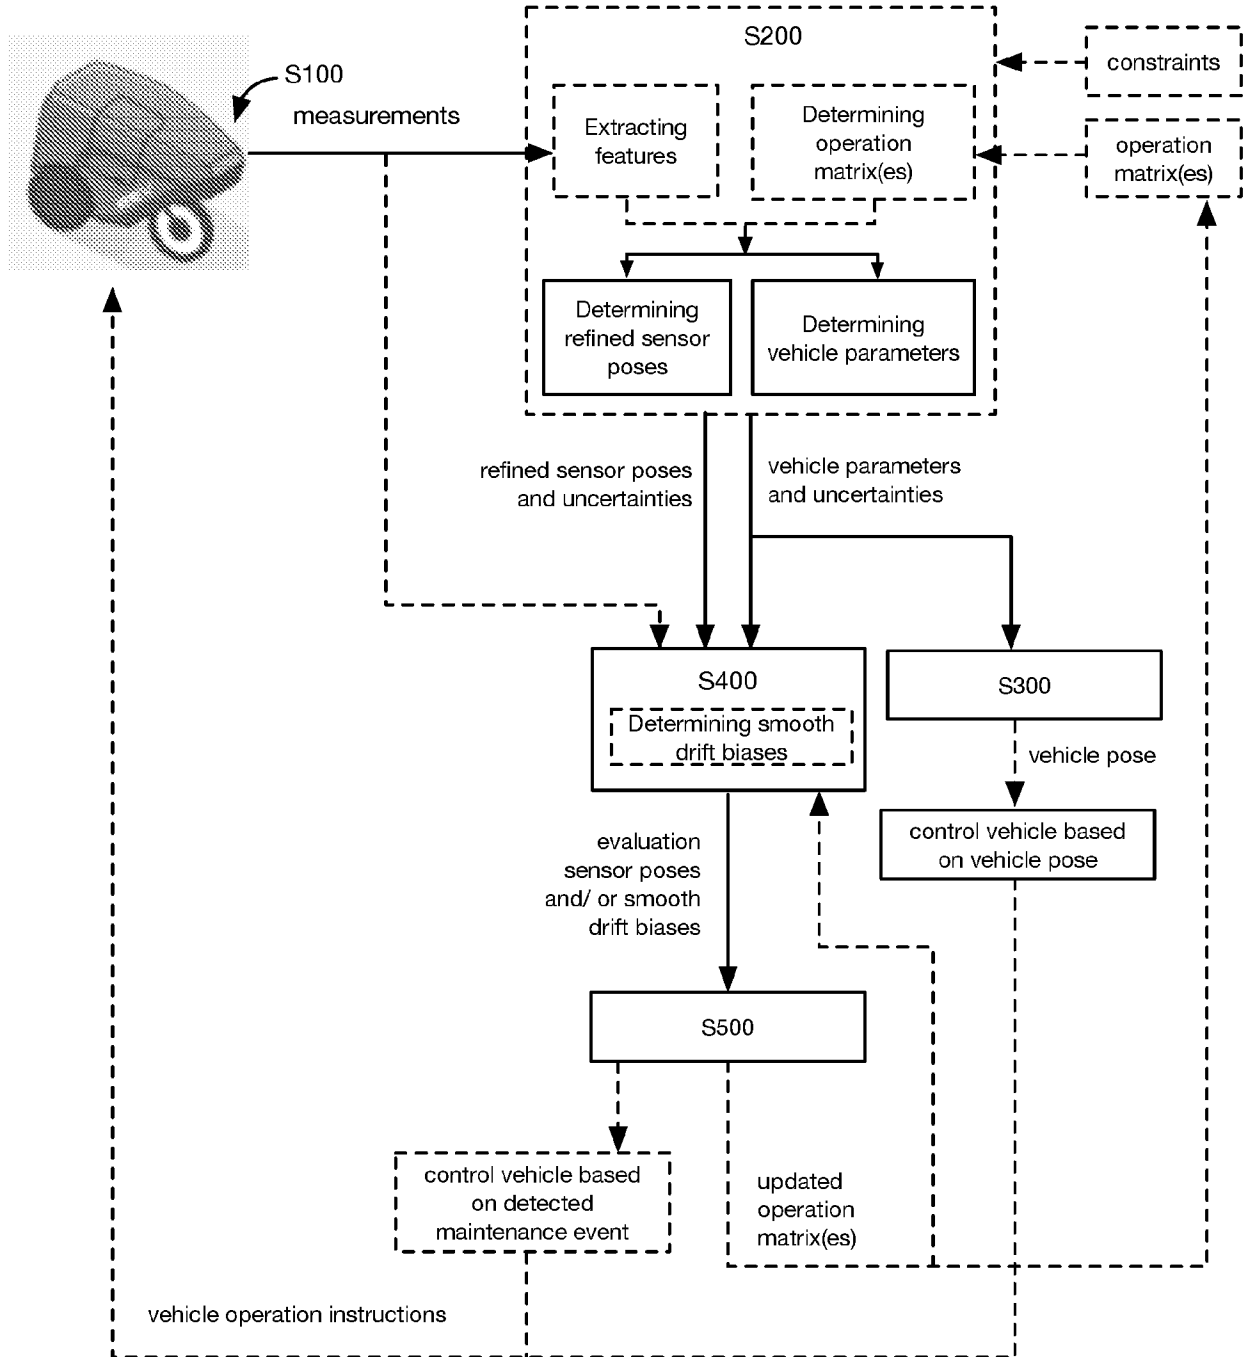 S200
constraints
S100
measurements
Extracting
features
Determining
operation
matrix(es)
operation
matrix(es)
Determining
refined sensor
poses
Determining
vehicle parameters
refined sensor poses
and uncertainties
vehicle parameters
and uncertainties
S400
Determining smooth
drift biases
S300
vehicle pose
control vehicle based
on vehicle pose
evaluation
sensor poses
and/ or smooth
drift biases
S500
control vehicle based
on detected
maintenance event
updated
operation
matrix(es)
vehicle operation instructions